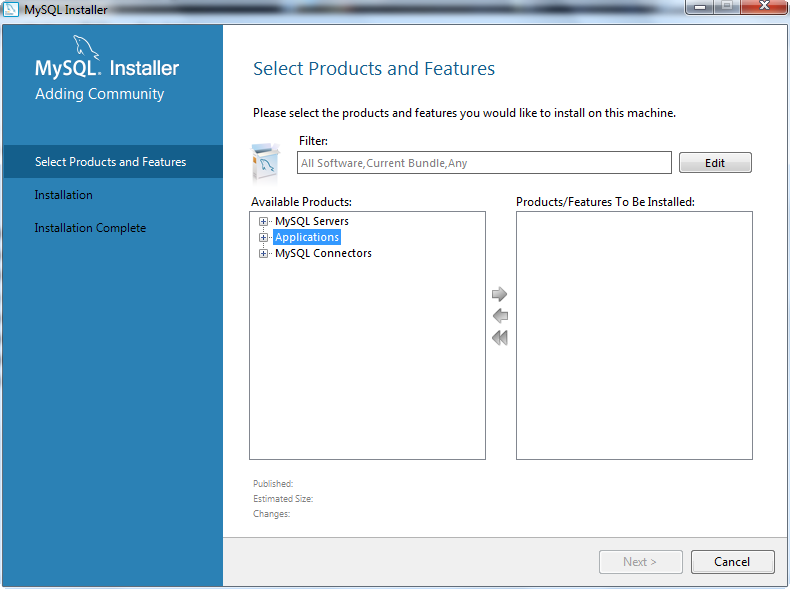 MySQL Installer
MySQL. Installer
Adding Community
Select Products and Features
Installation
Installation Complete
Select Products and Features
Please select the products and features you would like to install on this machine.
Filter:
All Software,Current Bundle,Any
Edit
Available Products:
MySQL Servers
Applications
MySQL Connectors
Products/Features To Be Installed:
Published:
Estimated Size:
Changes:
Next >
Cancel